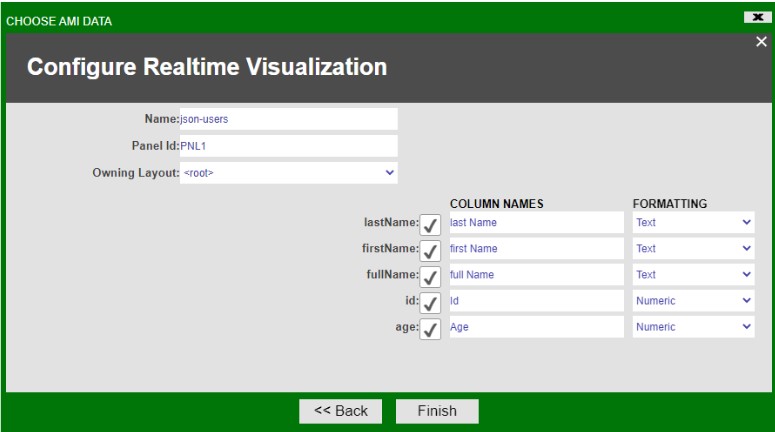 CHOOSE AMI DATA
Configure Realtime Visualization
Name: json-users
Panel Id: PNL1
Owning Layout: <root>
COLUMN NAMES FORMATTING
lastName: last Name Text
firstName: first Name Text
fullName: full Name Text
id: Id Numeric
age: Age Numeric
<< Back Finish